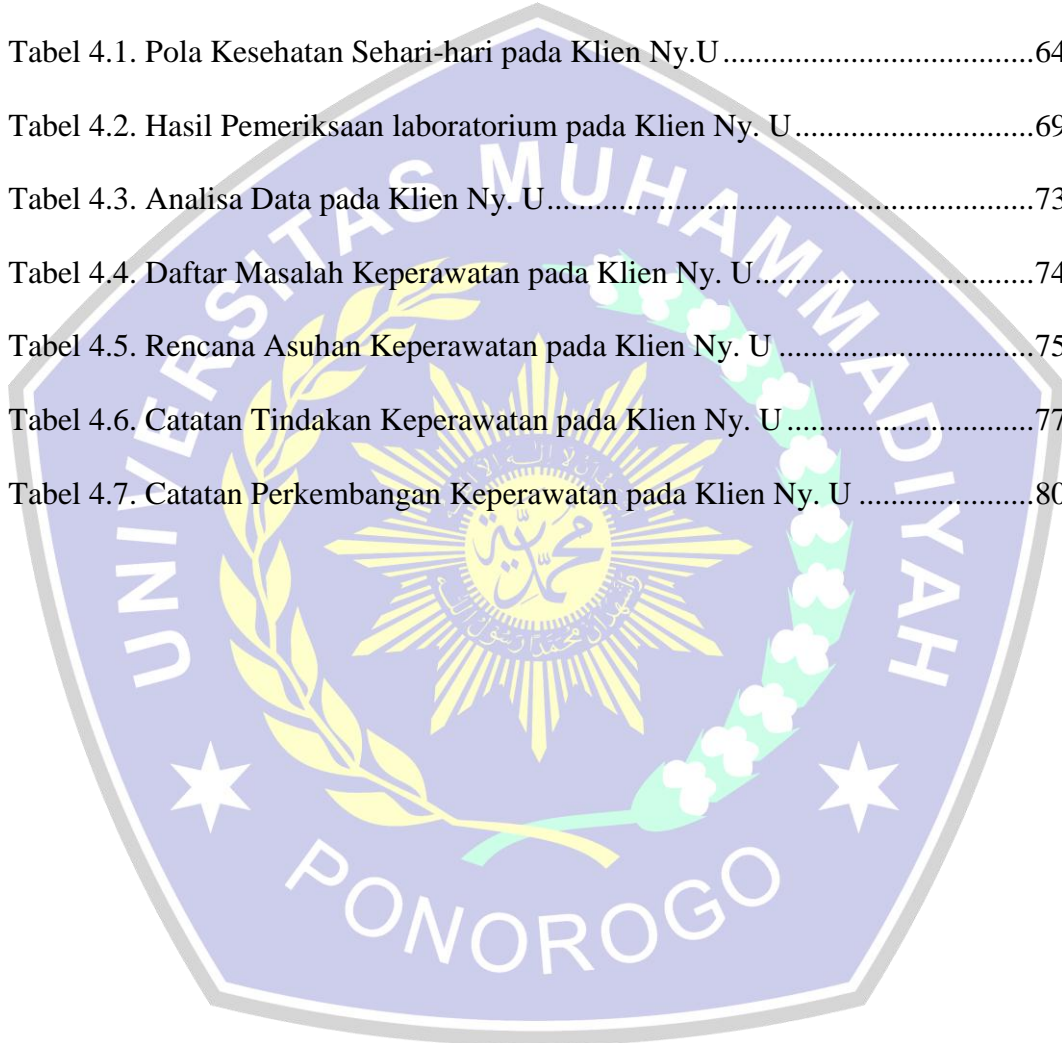 Tabel 4.1. Pola Kesehatan Sehari-hari pada Klien Ny.U.......................................64
Tabel 4.2. Hasil Pemeriksaan laboratorium pada Klien Ny. U..............................69
Tabel 4.3. Analisa Data pada Klien Ny. U.............................................................73
Tabel 4.4. Daftar Masalah Keperawatan pada Klien Ny. U...................................74
Tabel 4.5. Rencana Asuhan Keperawatan pada Klien Ny. U ................................75
Tabel 4.6. Catatan Tindakan Keperawatan pada Klien Ny. U ...............................77
Tabel 4.7. Catatan Perkembangan Keperawatan pada Klien Ny. U ......................80
UNIVERSITAS MUHAMMADIYAH
PONOROGO